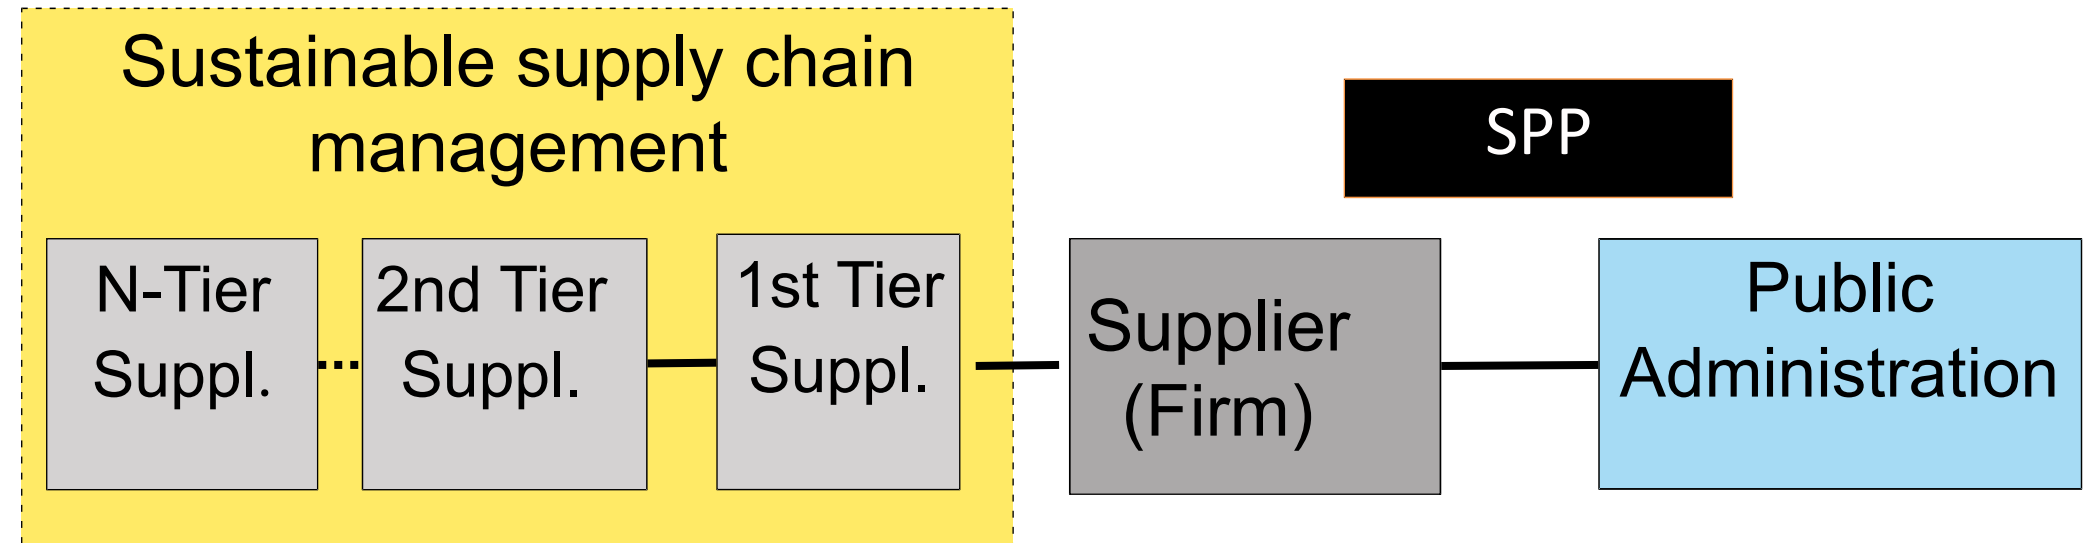 Sustainable supply chain
management
SPP
N-Tier
Suppl.
...
2nd Tier
Suppl.
1st Tier
Suppl.
Supplier
(Firm)
Public
Administration